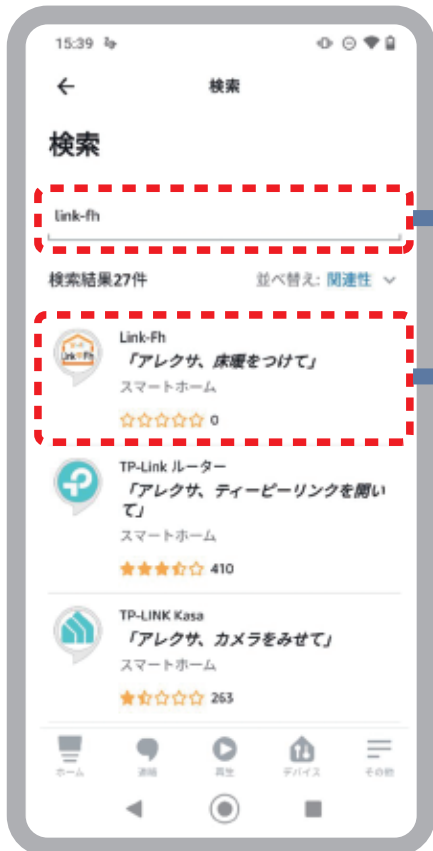 15:39
検索
検索
link-fh
検索結果27件
並べ替え: 関連性
Link-Fh
「アレクサ、床暖をつけて」
スマートホーム
0
TP-Link ルーター
「アレクサ、ティーピーリンクを開い
て」
スマートホーム
410
TP-LINK Kasa
「アレクサ、カメラをみせて」
スマートホーム
263
ホーム
再生
デバイス
その他